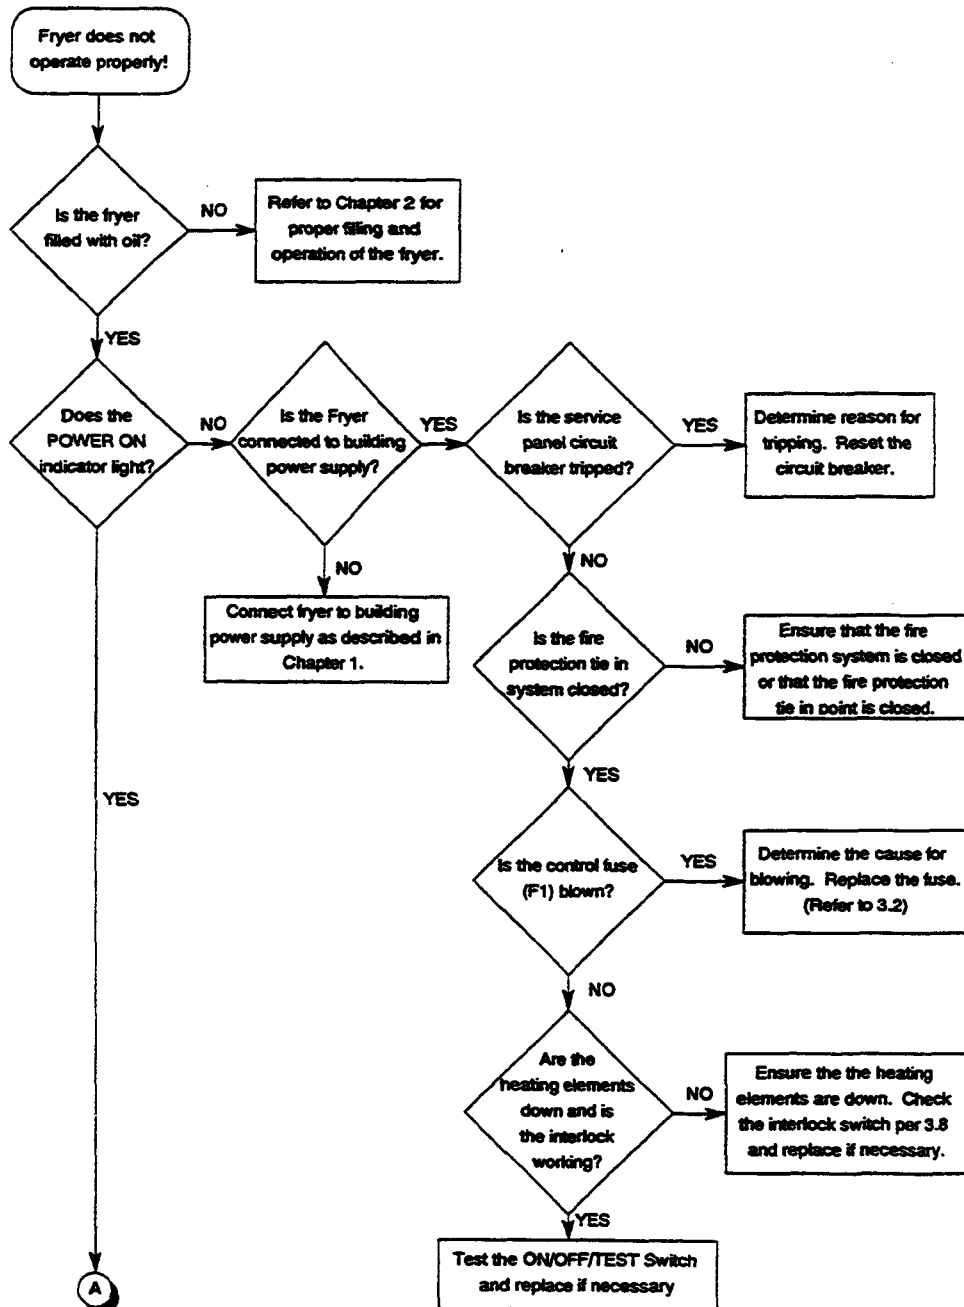 Fryer does not
operate properly!
Is the fryer
filled with oil?
NO
Refer to Chapter 2 for
proper filling and
operation of the fryer.
YES
Does the
POWER ON
indicator light?
NO
Is the Fryer
connected to building
power supply?
YES
Is the service
panel circuit
breaker tripped?
YES
Determine reason for
tripping. Reset the
circuit breaker.
NO
Connect fryer to building
power supply as described in
Chapter 1.
NO
Is the fire
protection tie in
system closed?
NO
Ensure that the fire
protection system is closed
or that the fire protection
tie in point is closed.
YES
YES
Is the control fuse
(F1) blown?
YES
Determine the cause for
blowing. Replace the fuse.
(Refer to 3.2)
NO
Are the
heating elements
down and is
the interlock
working?
NO
Ensure the the heating
elements are down. Check
the interlock switch per 3.8
and replace if necessary.
YES
Test the ON/OFF/TEST Switch
and replace if necessary
A